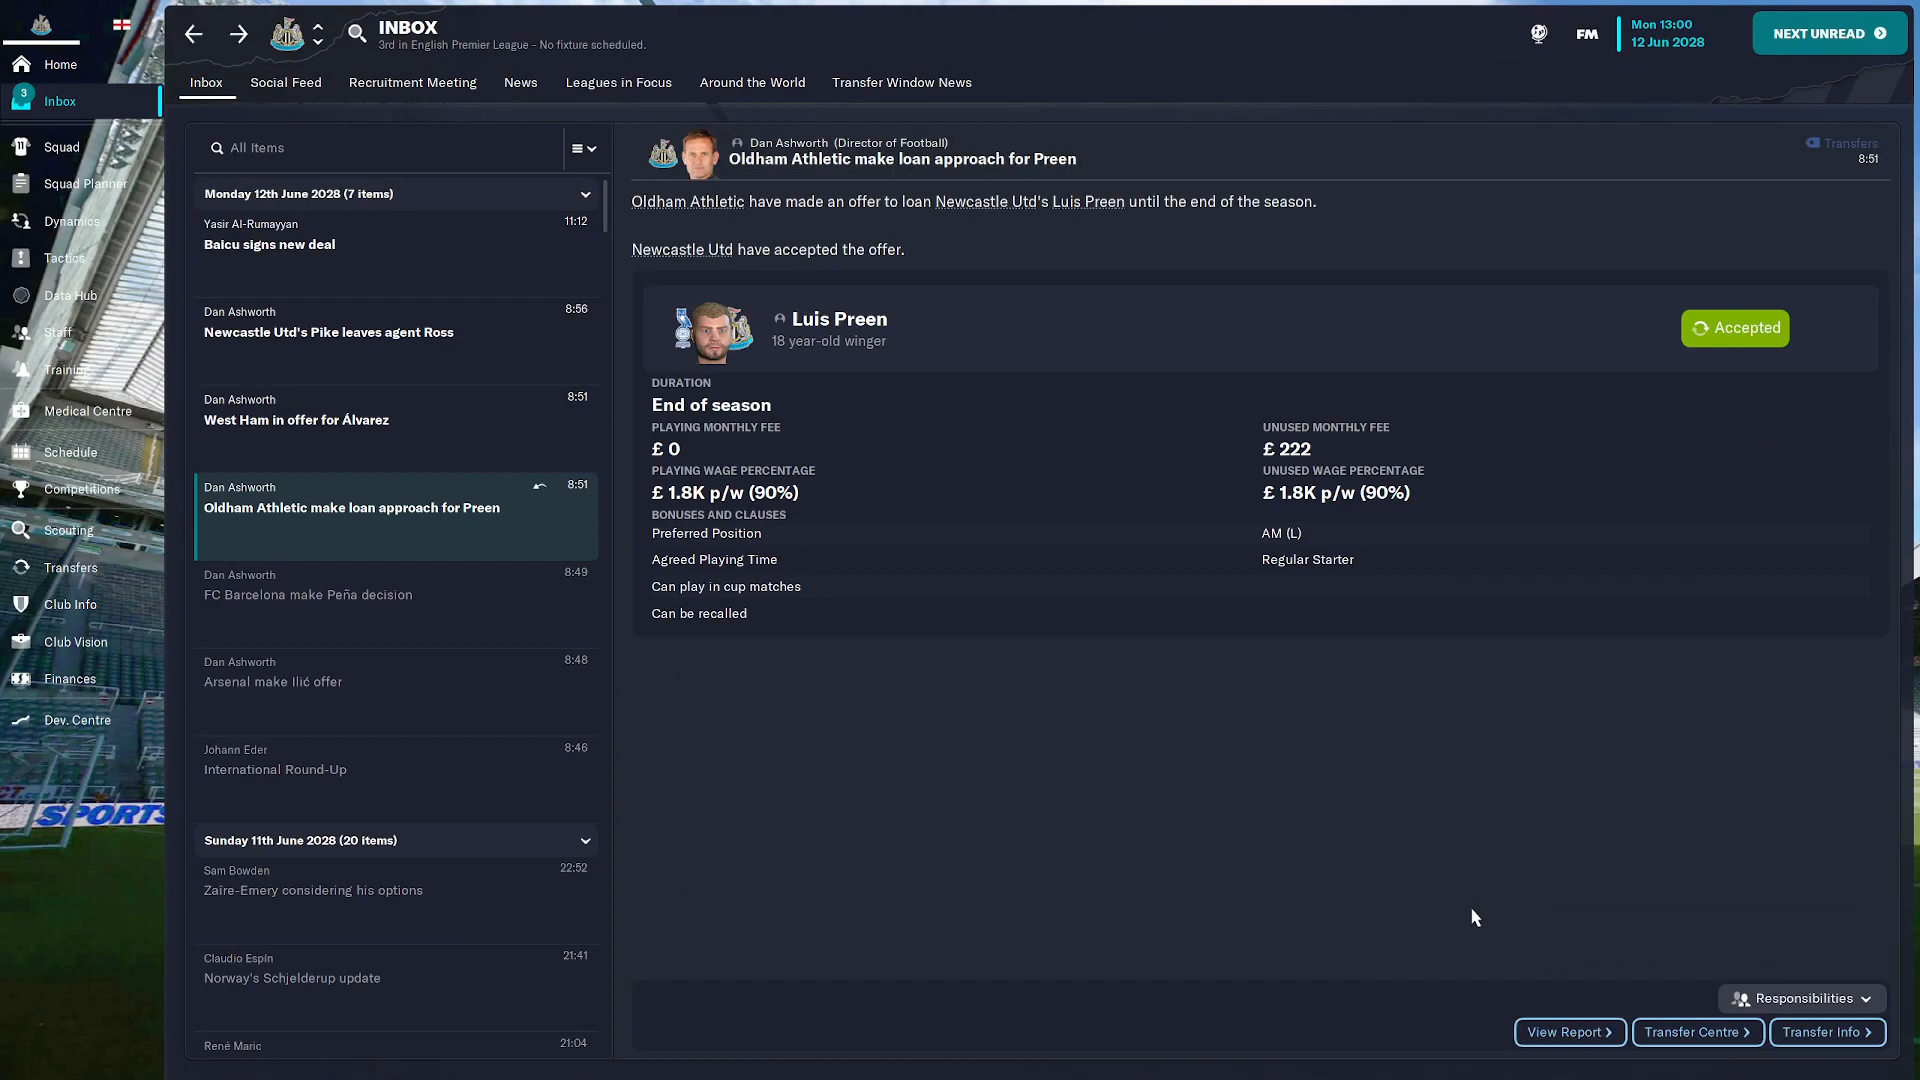 INBOX
3rd in English Premier League - No fixture scheduled.
FM
Mon 13:00
12 Jun 2028
NEXT UNREAD
Home
3
Inbox
Squad
Squad Planner
Dynamics
Tactics
Data Hub
Staff
Training
Medical Centre
Schedule
Competitions
Scouting
Transfers
Club Info
Club Vision
Finances
Dev. Centre
SPORTS
Inbox
Social Feed
Recruitment Meeting
News
Leagues in Focus
Around the World
Transfer Window News
All Items
Monday 12th June 2028 (7 items)
Yasir Al-Rumayyan
11:12
Baicu signs new deal
Dan Ashworth
8:56
Newcastle Utd's Pike leaves agent Ross
Dan Ashworth
8:51
West Ham in offer for Álvarez
Dan Ashworth
8:51
Oldham Athletic make loan approach for Preen
Dan Ashworth
8:49
FC Barcelona make Peña decision
Dan Ashworth
8:48
Arsenal make Ilić offer
Johann Eder
8:46
International Round-Up
Sunday 11th June 2028 (20 items)
Sam Bowden
22:52
Zaïre-Emery considering his options
Claudio Espín
21:41
Norway's Schjelderup update
René Maric
21:04
Dan Ashworth (Director of Football)
Oldham Athletic make loan approach for Preen
Transfers
8:51
Oldham Athletic have made an offer to loan Newcastle Utd's Luis Preen until the end of the season.
Newcastle Utd have accepted the offer.
Luis Preen
18 year-old winger
Accepted
DURATION
End of season
PLAYING MONTHLY FEE
£ 0
UNUSED MONTHLY FEE
£ 222
PLAYING WAGE PERCENTAGE
£ 1.8K p/w (90%)
UNUSED WAGE PERCENTAGE
£ 1.8K p/w (90%)
BONUSES AND CLAUSES
Preferred Position
AM (L)
Agreed Playing Time
Regular Starter
Can play in cup matches
Can be recalled
Responsibilities
View Report
Transfer Centre
Transfer Info